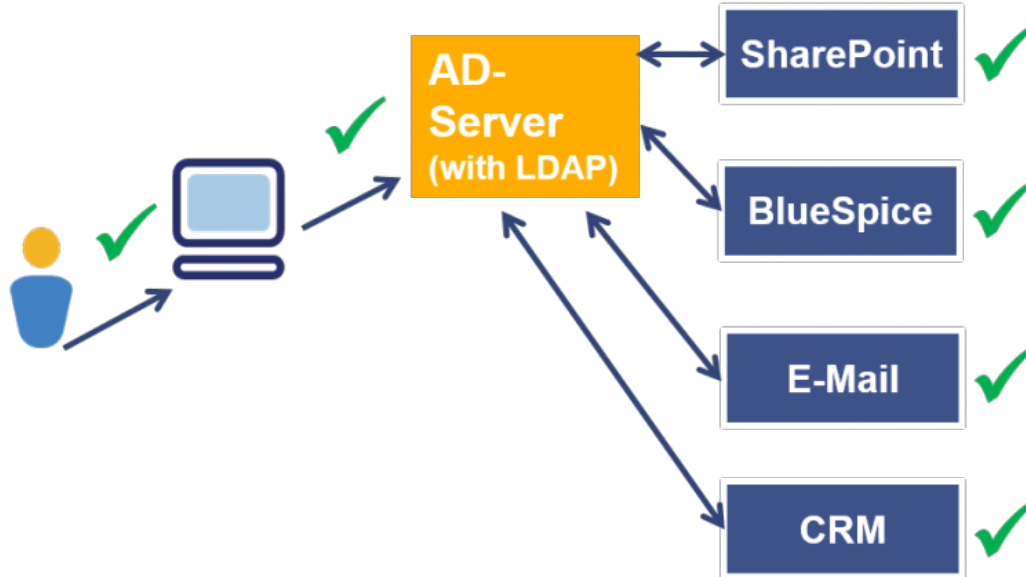 AD-
Server
(with LDAP)
SharePoint
BlueSpice
E-Mail
CRM